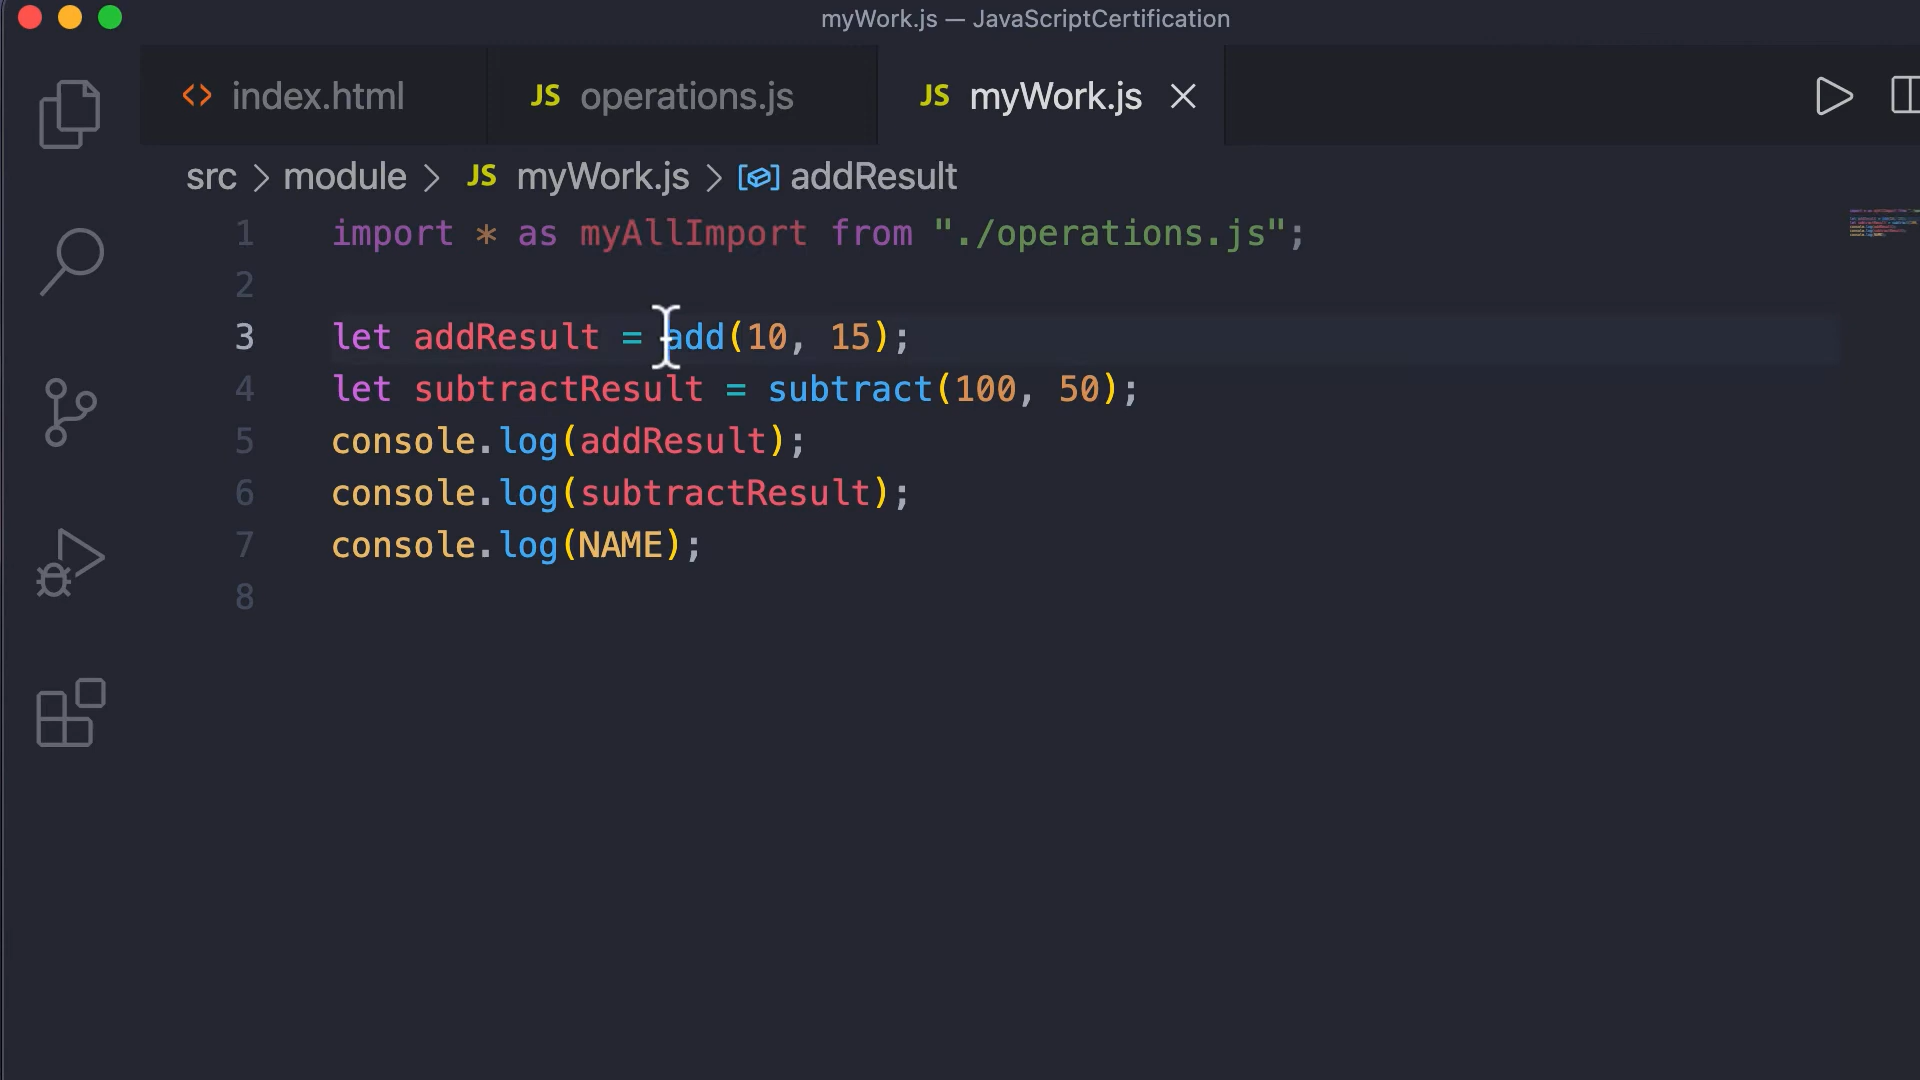 myWork.js — JavaScriptCertification
<> index.html JS operations.js JS myWork.js
src > module > JS myWork.js > addResult
1 import * as myAllImport from "./operations.js";
2
3 let addResult = add(10, 15);
4 let subtractResult = subtract(100, 50);
5 console.log(addResult);
6 console.log(subtractResult);
7 console.log(NAME);
8